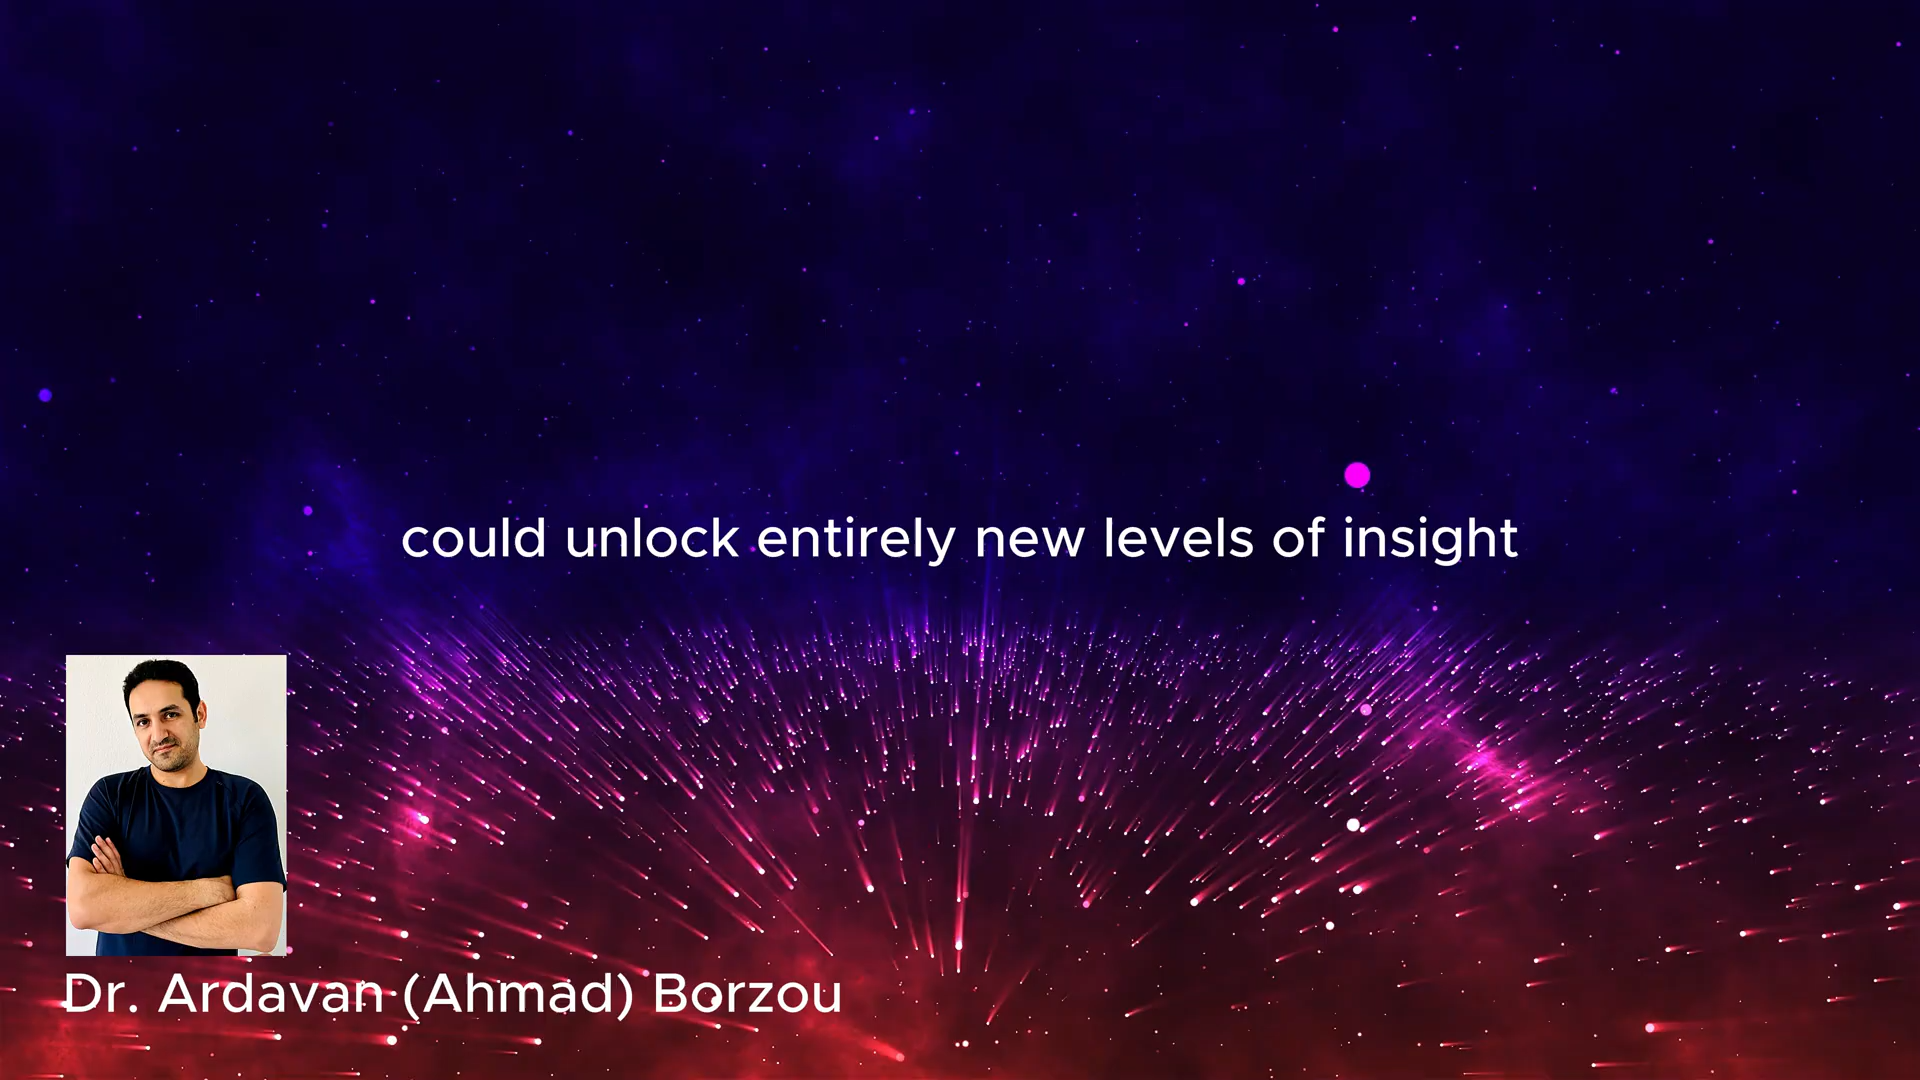 could unlock entirely new levels of insight
Dr. Ardavan (Ahmad) Borzou